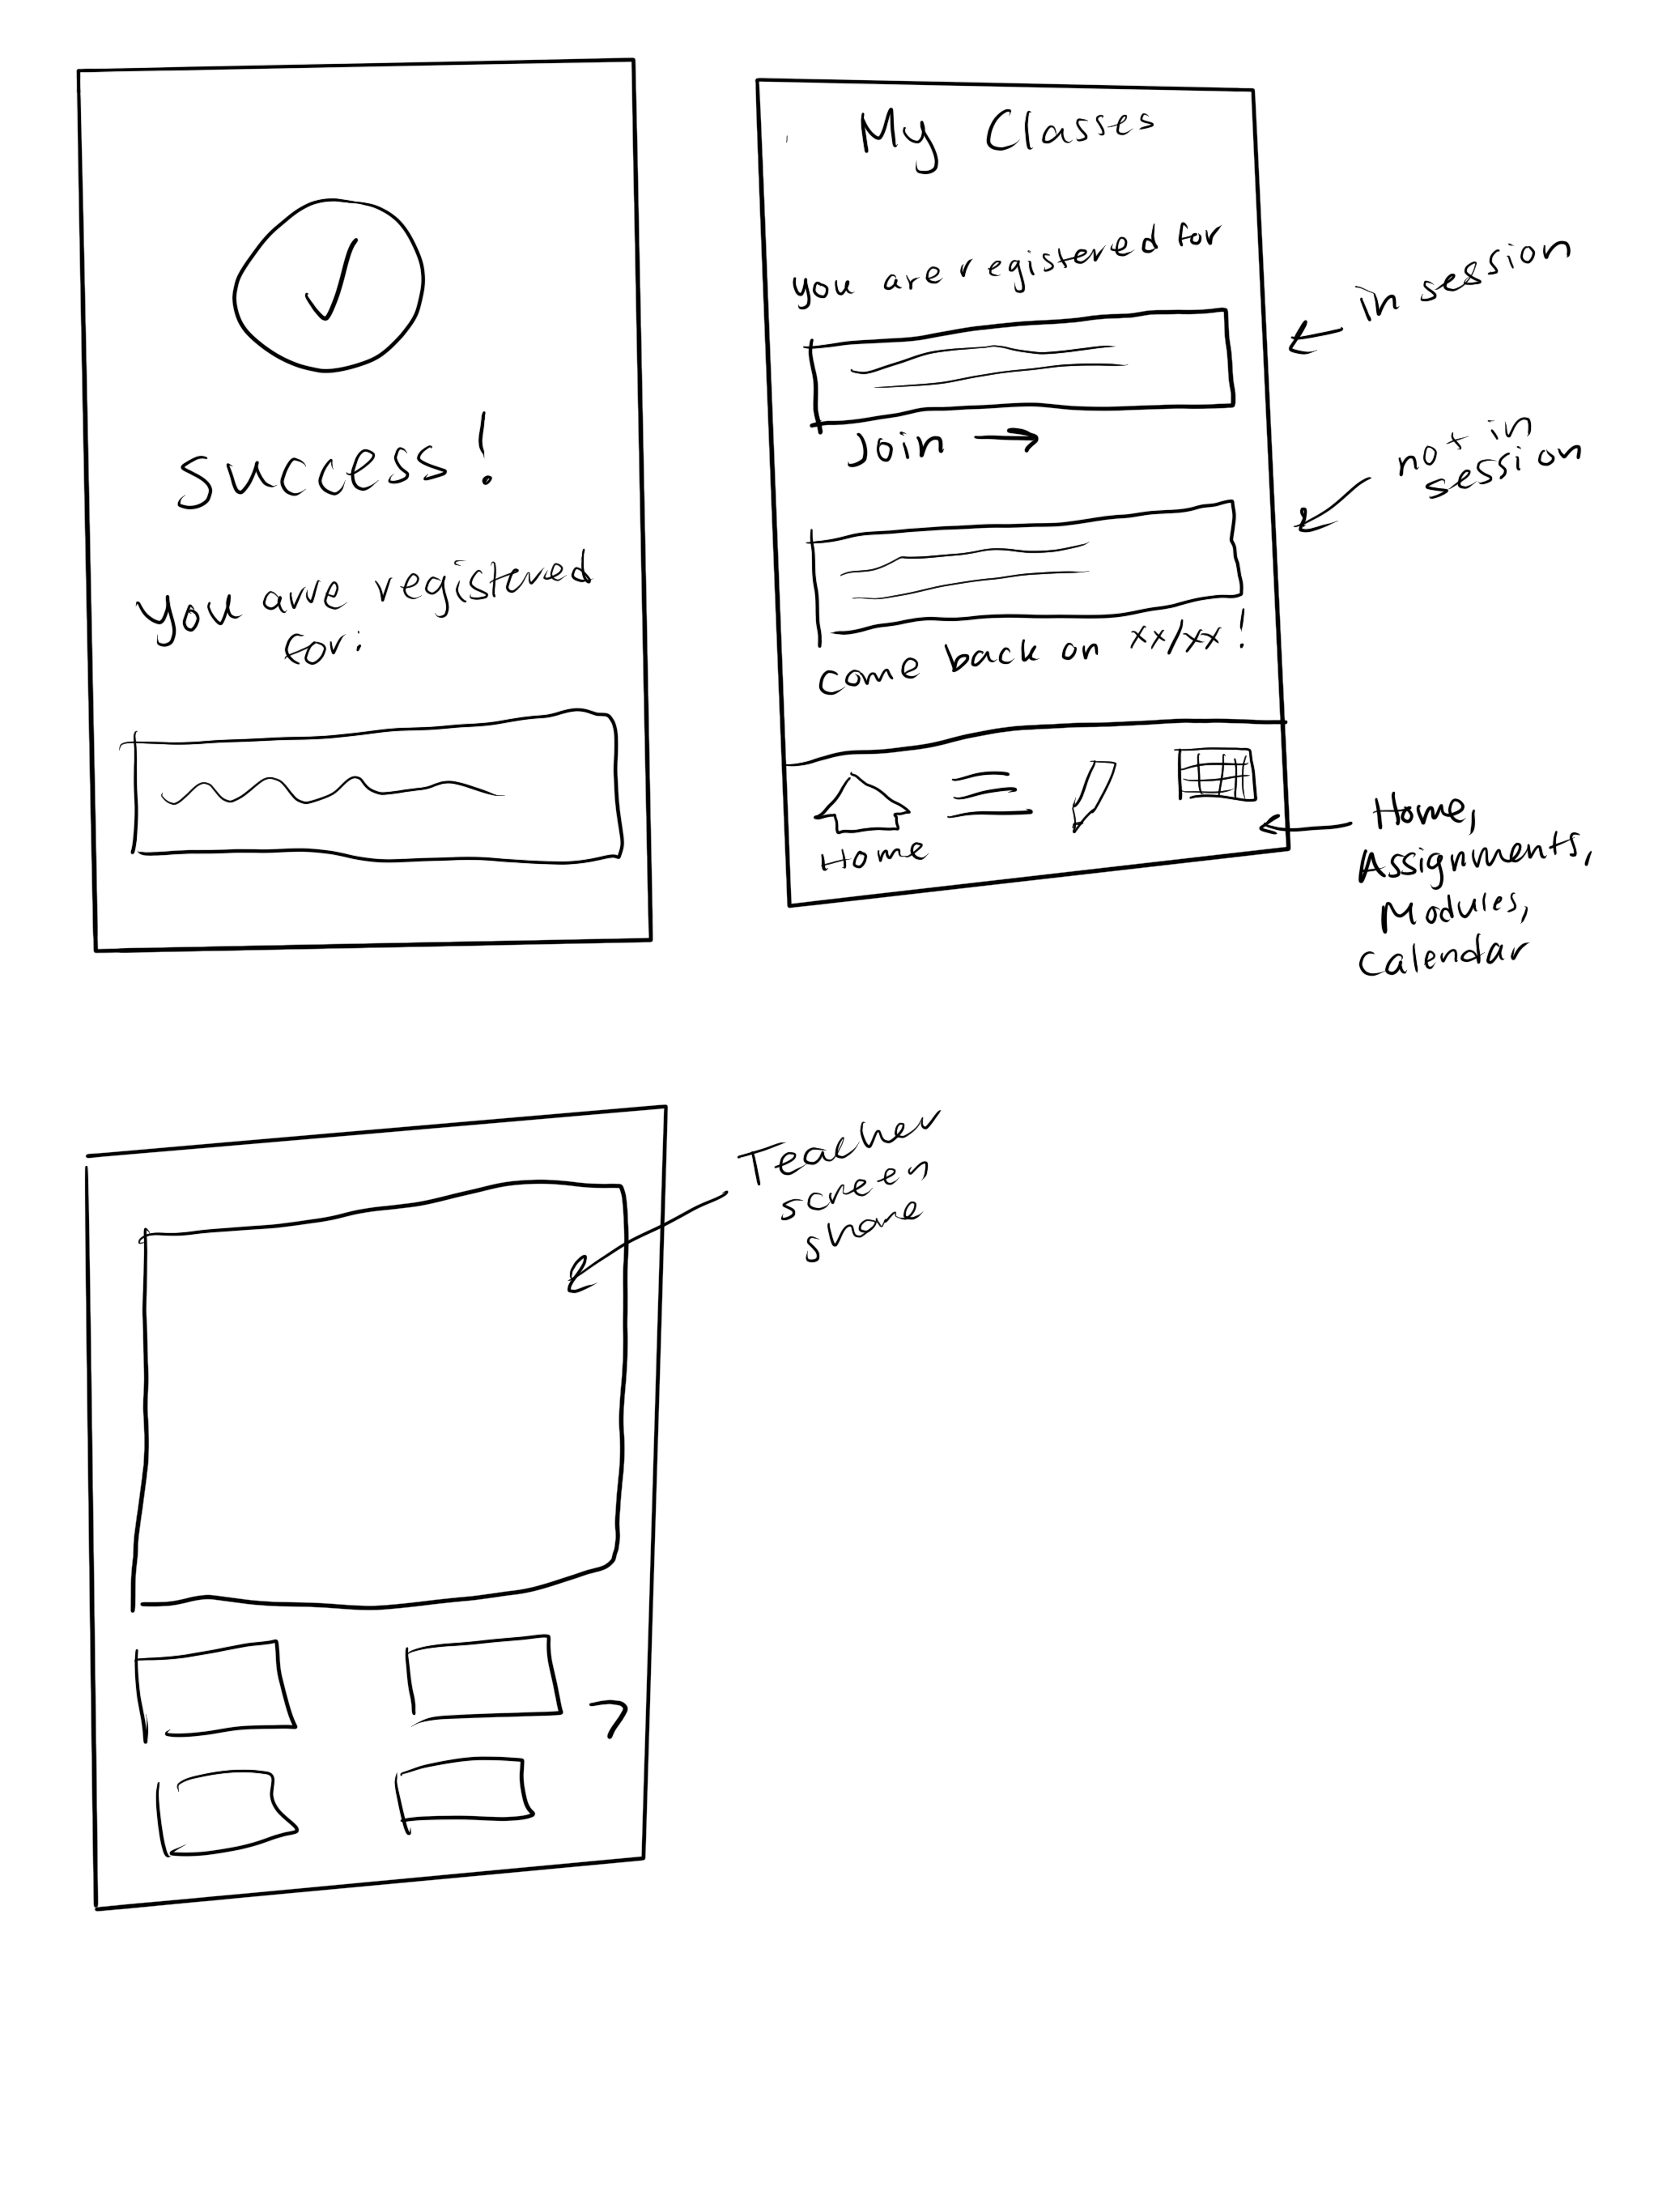 success!
you are registered
for:
My Classes
you are registered for
Join →
come back on xx/xx!
Home
in session
not in
session
Home,
Assignments,
Modules,
Calendar
Teacher
screen
share